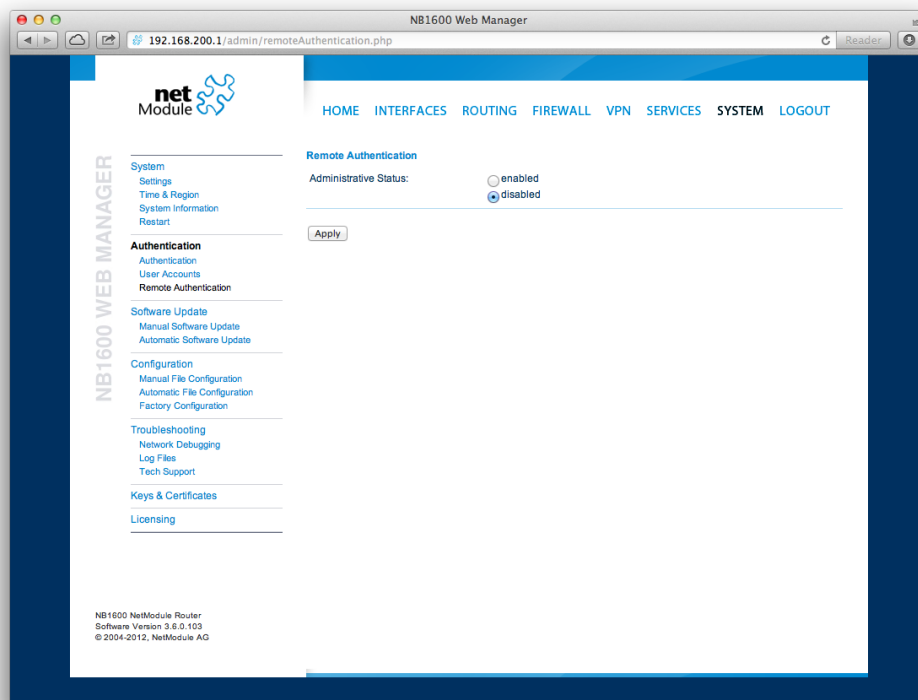 NB1600 Web Manager
192.168.200.1/admin/remoteAuthentication.php
Reader
net
Module
HOME INTERFACES ROUTING FIREWALL VPN SERVICES SYSTEM LOGOUT
NB1600 WEB MANAGER
System
Settings
Time & Region
System Information
Restart
Authentication
Authentication
User Accounts
Remote Authentication
Software Update
Manual Software Update
Automatic Software Update
Configuration
Manual File Configuration
Automatic File Configuration
Factory Configuration
Troubleshooting
Network Debugging
Log Files
Tech Support
Keys & Certificates
Licensing
Remote Authentication
Administrative Status: enabled
disabled
Apply
NB1600 NetModule Router
Software Version 3.6.0.103
© 2004-2012, NetModule AG